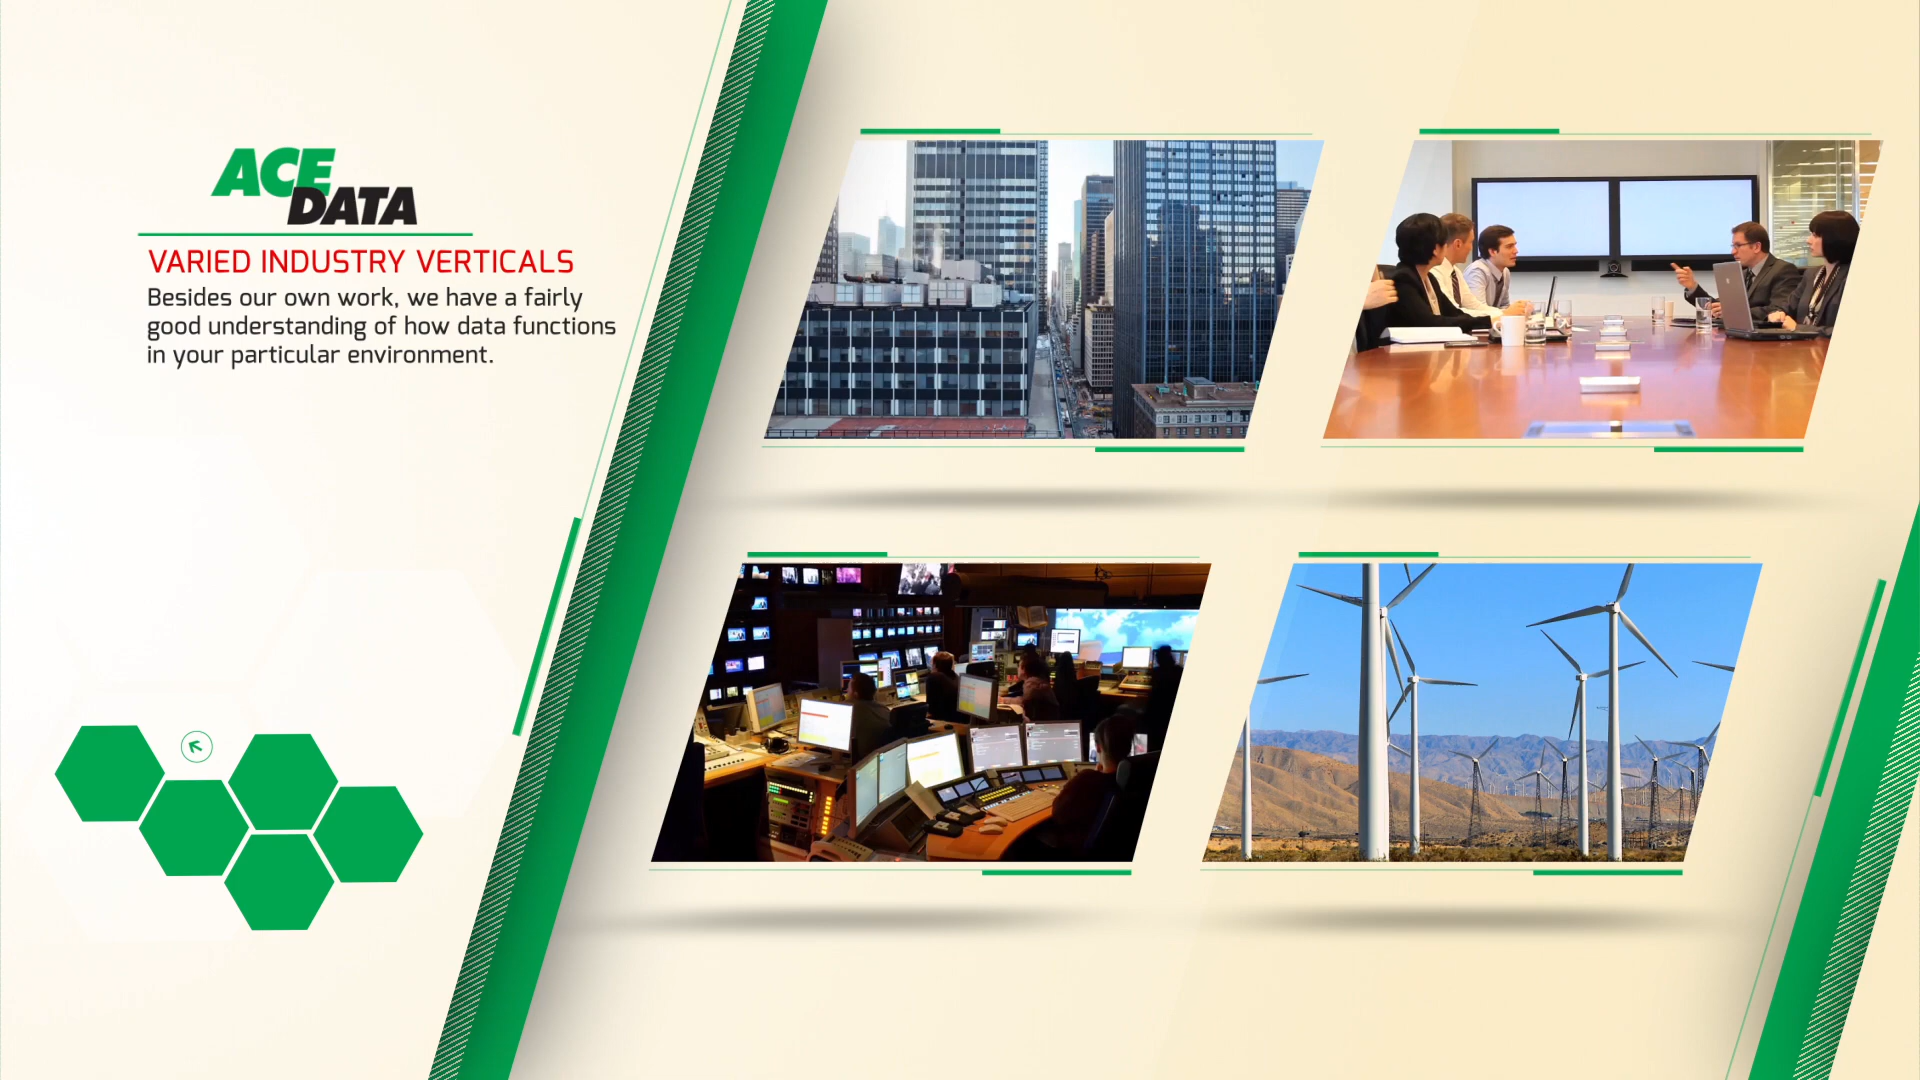 ACE
DATA
VARIED INDUSTRY VERTICALS
Besides our own work, we have a fairly
good understanding of how data functions
in your particular environment.